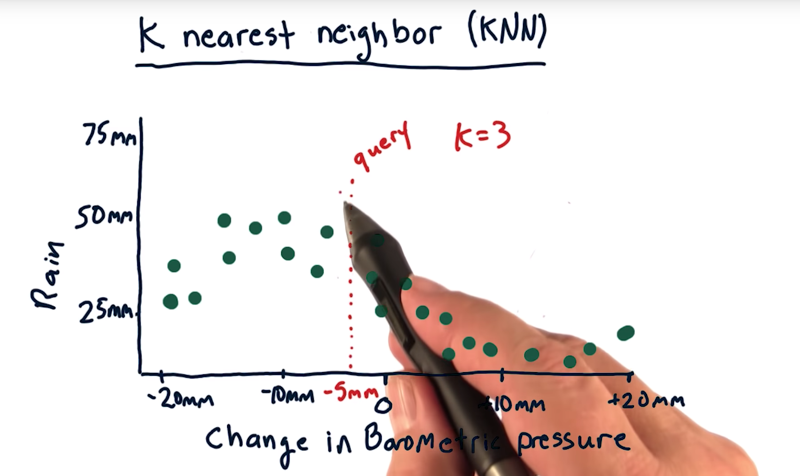 K nearest neighbor (KNN)
75mm
query K=3
50mm
Rain
25mm
-20mm -10mm -5mm 0 +10mm +20mm
Change in Barometric pressure